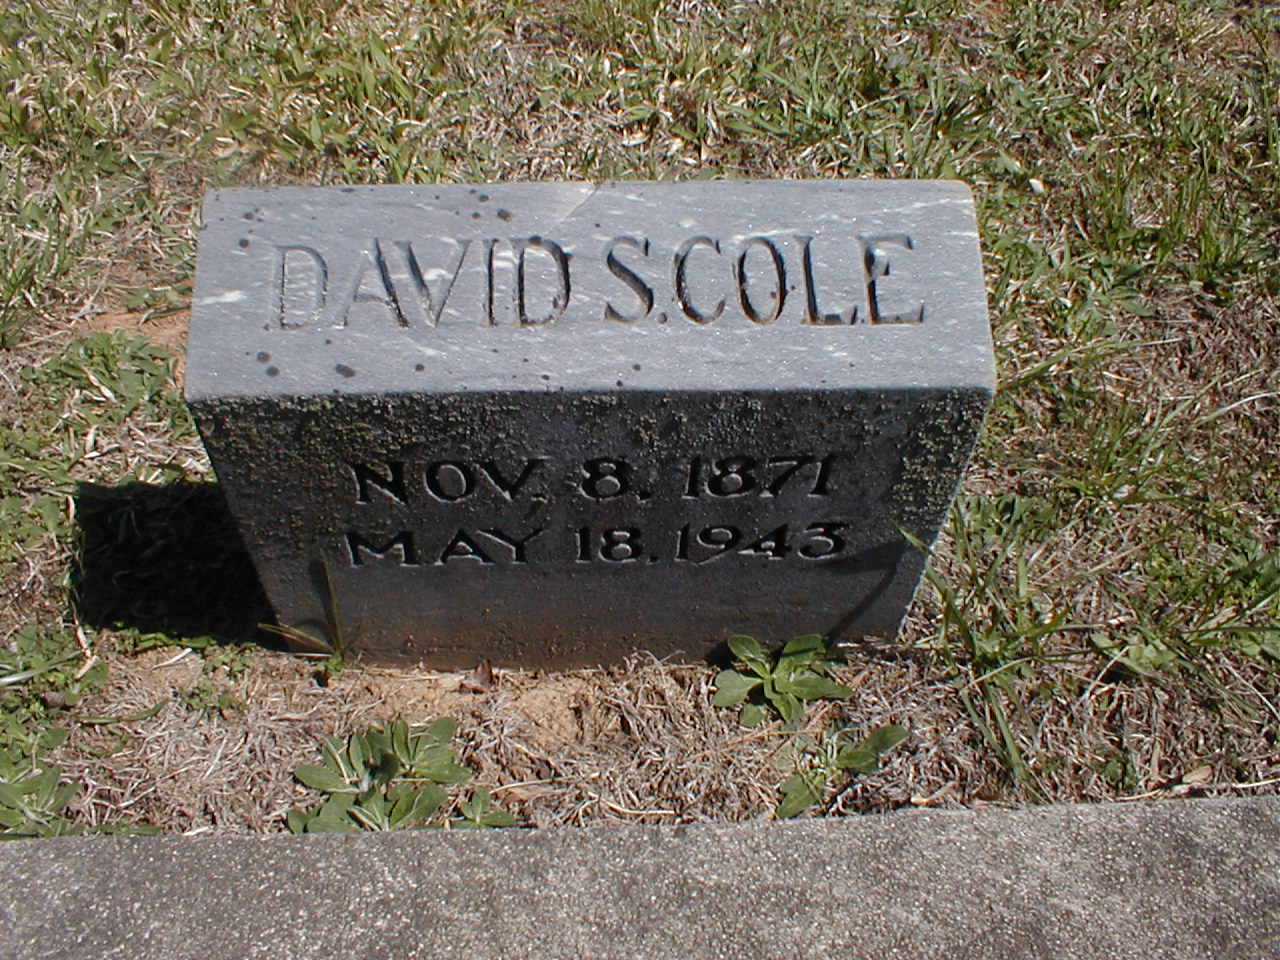 DAVID S. COLE
NOV. 8. 1871
MAY 18. 1943